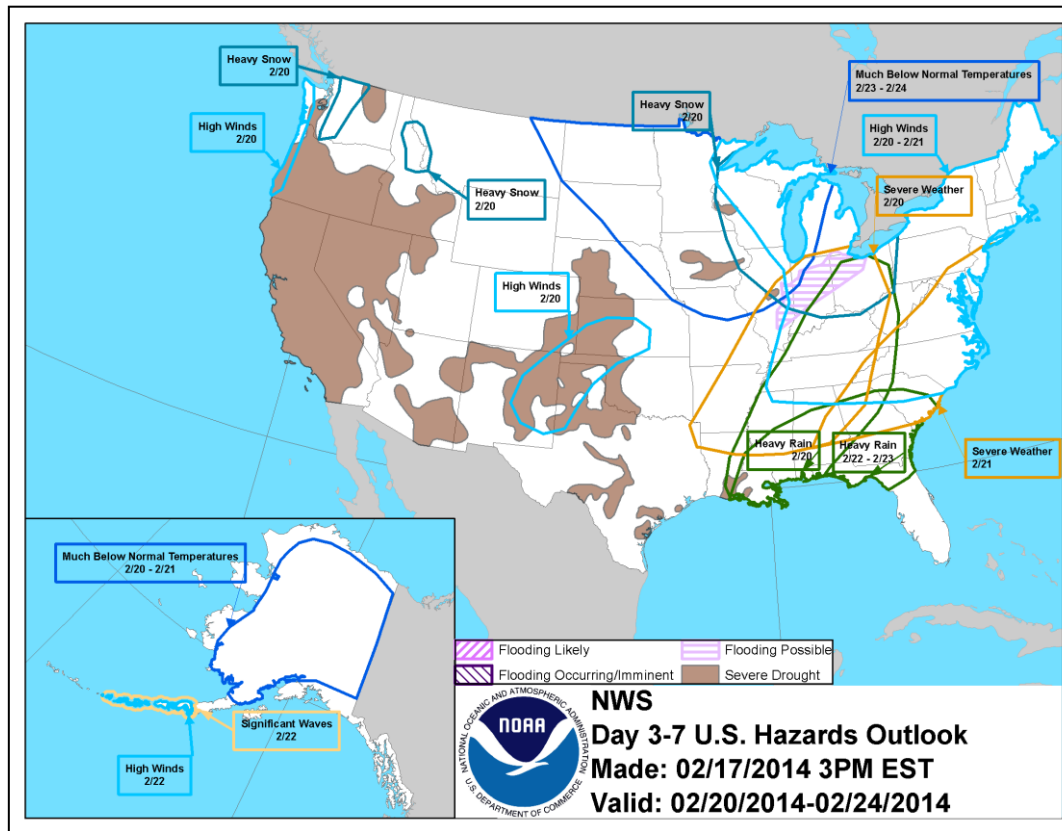 Heavy Snow
2/20
High Winds
2/20
Heavy Snow
2/20
Heavy Snow
2/20
Much Below Normal Temperatures
2/23 - 2/24
High Winds
2/20 - 2/21
Severe Weather
2/20
High Winds
2/20
Heavy Rain
2/20
Heavy Rain
2/22 - 2/23
Severe Weather
2/21
Much Below Normal Temperatures
2/20 - 2/21
Significant Waves
2/22
High Winds
2/22
Flooding Likely
Flooding Possible
Flooding Occurring/Imminent
Severe Drought
NATIONAL OCEANIC AND ATMOSPHERIC ADMINISTRATION
NOAA
U.S. DEPARTMENT OF COMMERCE
NWS
Day 3-7 U.S. Hazards Outlook
Made: 02/17/2014 3PM EST
Valid: 02/20/2014-02/24/2014